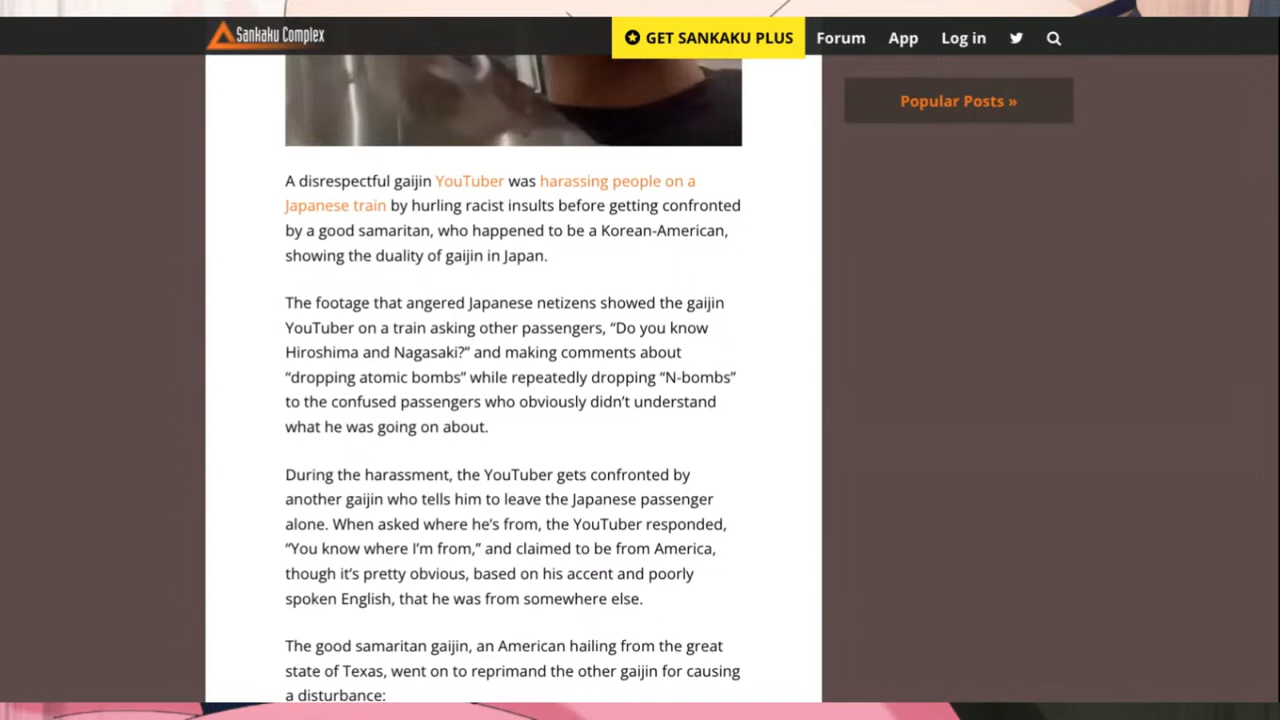 Sankaku Complex
GET SANKAKU PLUS
Forum
App
Log in
Popular Posts »
A disrespectful gaijin YouTuber was harassing people on a
Japanese train by hurling racist insults before getting confronted
by a good samaritan, who happened to be a Korean-American,
showing the duality of gaijin in Japan.
The footage that angered Japanese netizens showed the gaijin
YouTuber on a train asking other passengers, “Do you know
Hiroshima and Nagasaki?” and making comments about
“dropping atomic bombs” while repeatedly dropping “N-bombs”
to the confused passengers who obviously didn’t understand
what he was going on about.
During the harassment, the YouTuber gets confronted by
another gaijin who tells him to leave the Japanese passenger
alone. When asked where he’s from, the YouTuber responded,
“You know where I’m from,” and claimed to be from America,
though it’s pretty obvious, based on his accent and poorly
spoken English, that he was from somewhere else.
The good samaritan gaijin, an American hailing from the great
state of Texas, went on to reprimand the other gaijin for causing
a disturbance: